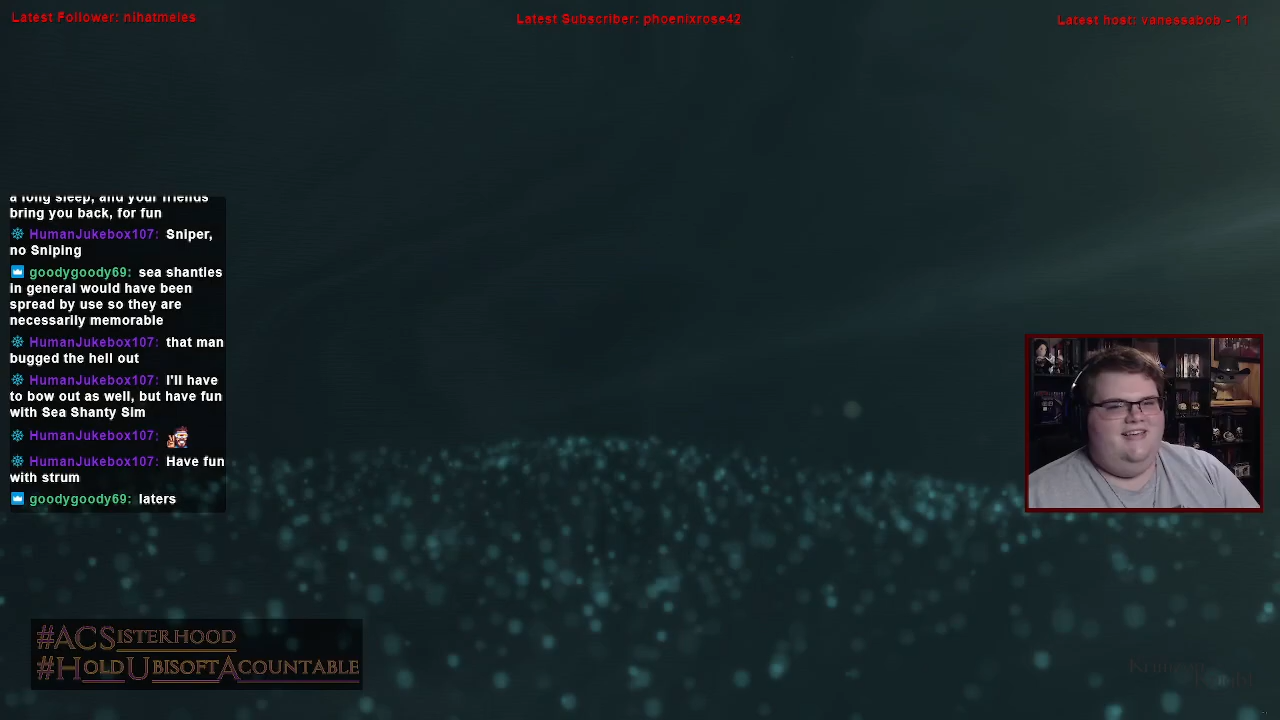 Latest Follower: nihatmeles
Latest Subscriber: phoenixrose42
Latest host: vanessabob - 11
a long sleep, and your friends
bring you back, for fun
HumanJukebox107: Sniper,
no Sniping
goodygoody69: sea shanties
in general would have been
spread by use so they are
necessarily memorable
HumanJukebox107: that man
bugged the hell out
HumanJukebox107: I'll have
to bow out as well, but have fun
with Sea Shanty Sim
HumanJukebox107:
HumanJukebox107: Have fun
with strum
goodygoody69: laters
#ACSisterhood
#HoldUbisoftAcountable